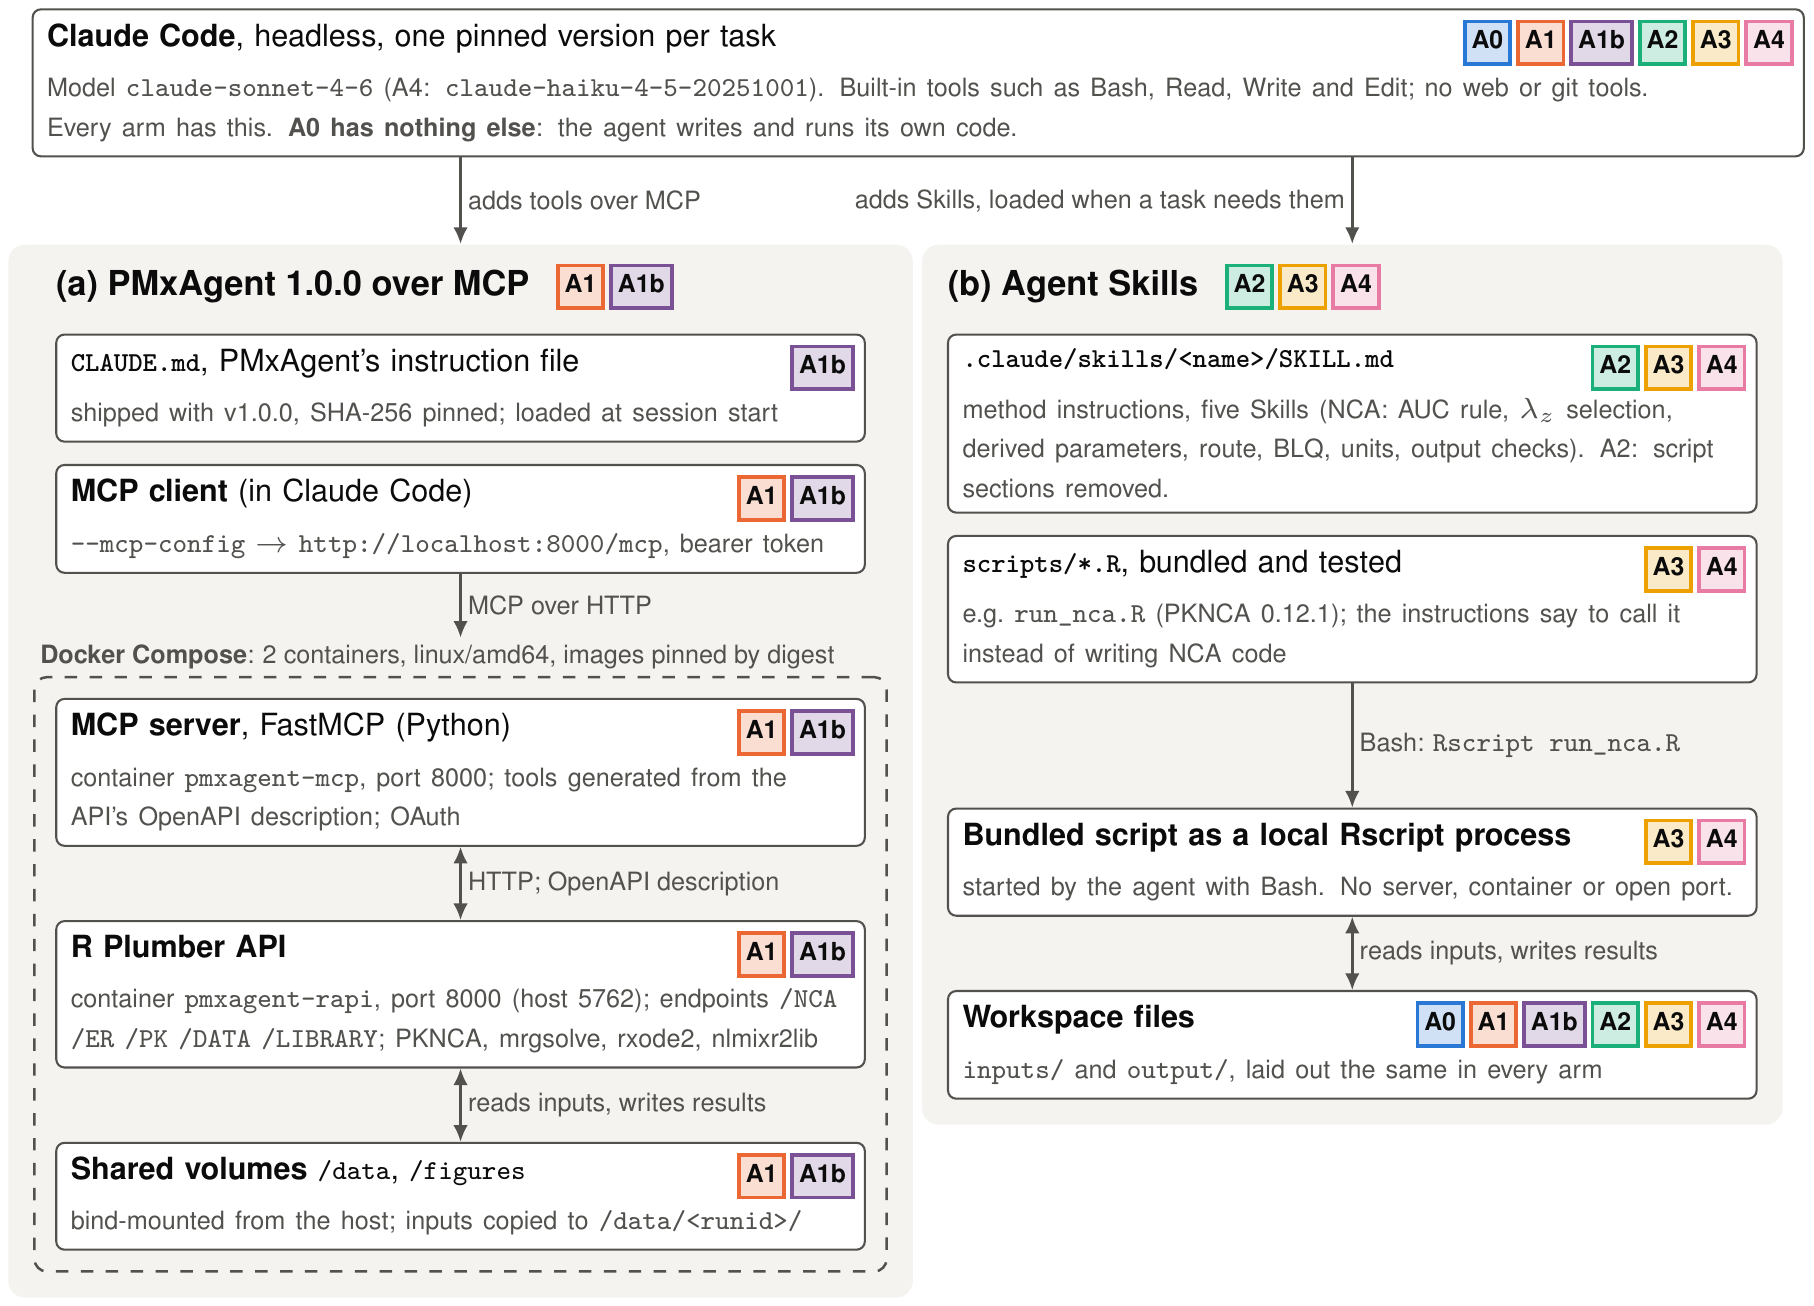 Claude Code, headless, one pinned version per task
A0 A1 A1b A2 A3 A4
Model claude-sonnet-4-6 (A4: claude-haiku-4-5-20251001). Built-in tools such as Bash, Read, Write and Edit; no web or git tools.
Every arm has this. A0 has nothing else: the agent writes and runs its own code.
adds tools over MCP
adds Skills, loaded when a task needs them
(a) PMxAgent 1.0.0 over MCP
A1 A1b
CLAUDE.md, PMxAgent's instruction file
A1b
shipped with v1.0.0, SHA-256 pinned; loaded at session start
MCP client (in Claude Code)
A1 A1b
--mcp-config → http://localhost:8000/mcp, bearer token
MCP over HTTP
Docker Compose: 2 containers, linux/amd64, images pinned by digest
MCP server, FastMCP (Python)
A1 A1b
container pmxagent-mcp, port 8000; tools generated from the
API's OpenAPI description; OAuth
HTTP; OpenAPI description
R Plumber API
A1 A1b
container pmxagent-rapi, port 8000 (host 5762); endpoints /NCA
/ER /PK /DATA /LIBRARY; PKNCA, mrgsolve, rxode2, nlmixr2lib
reads inputs, writes results
Shared volumes /data, /figures
A1 A1b
bind-mounted from the host; inputs copied to /data/<runid>/
(b) Agent Skills
A2 A3 A4
.claude/skills/<name>/SKILL.md
A2 A3 A4
method instructions, five Skills (NCA: AUC rule, λz selection,
derived parameters, route, BLQ, units, output checks). A2: script
sections removed.
scripts/*.R, bundled and tested
A3 A4
e.g. run_nca.R (PKNCA 0.12.1); the instructions say to call it
instead of writing NCA code
Bash: Rscript run_nca.R
Bundled script as a local Rscript process
A3 A4
started by the agent with Bash. No server, container or open port.
reads inputs, writes results
Workspace files
A0 A1 A1b A2 A3 A4
inputs/ and output/, laid out the same in every arm